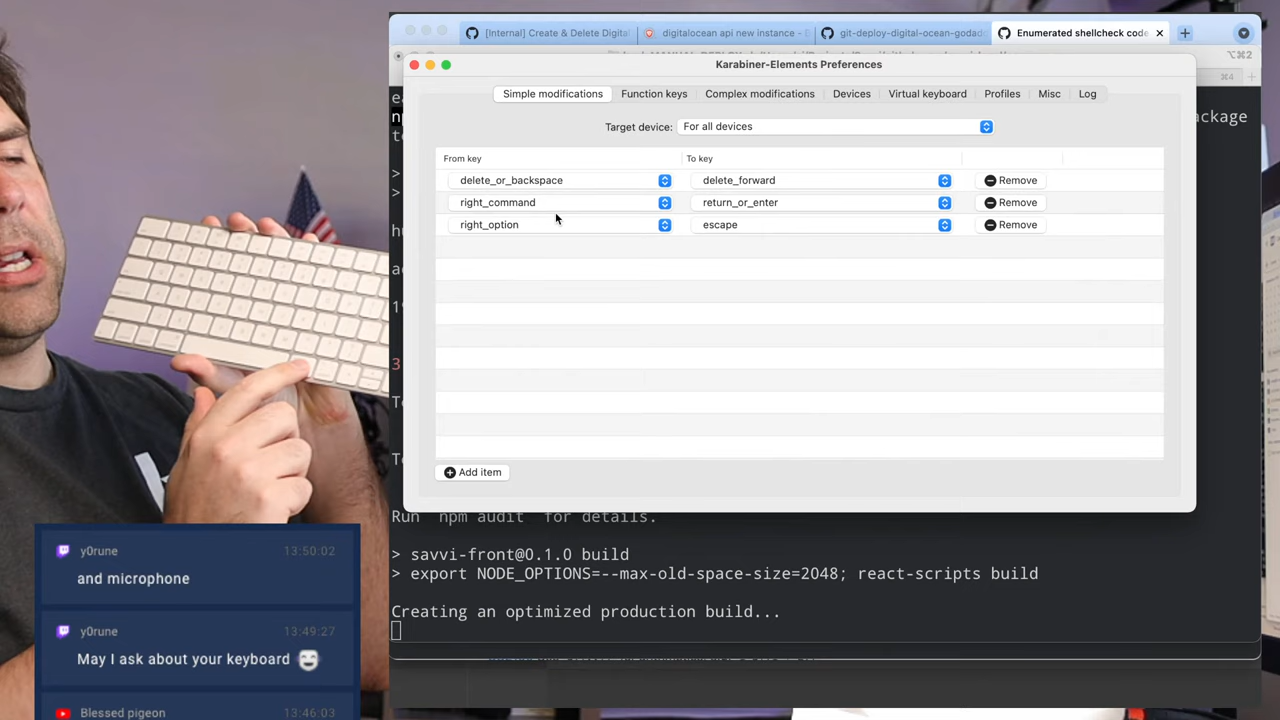 [Internal] Create & Delete Digital
digitalocean api new instance - B
git-deploy-digital-ocean-godadd
Enumerated shellcheck code
⌥⌘2
Karabiner-Elements Preferences
⌘4
Simple modifications
Function keys
Complex modifications
Devices
Virtual keyboard
Profiles
Misc
Log
ackage
Target device:
For all devices
From key
To key
delete_or_backspace
delete_forward
Remove
right_command
return_or_enter
Remove
right_option
escape
Remove
Add item
Run `npm audit` for details.
> savvi-front@0.1.0 build
> export NODE_OPTIONS=--max-old-space-size=2048; react-scripts build
Creating an optimized production build...
y0rune
13:50:02
and microphone
y0rune
13:49:27
May I ask about your keyboard
Blessed pigeon
13:46:03